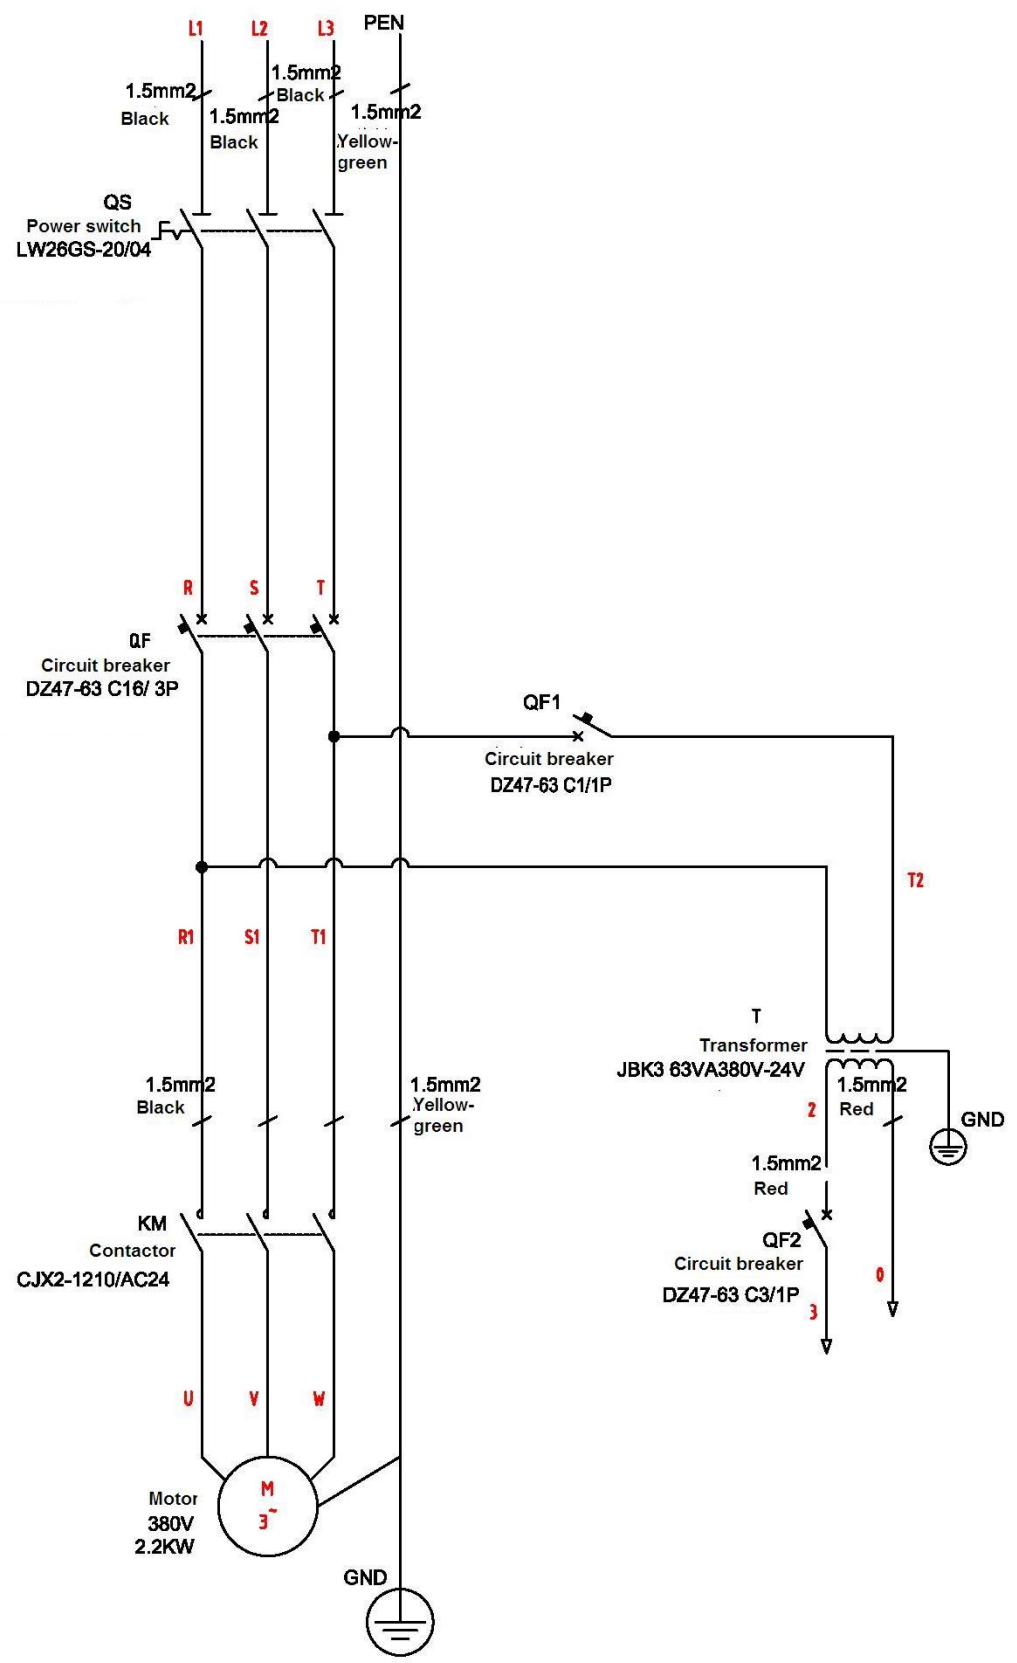 L1
L2
L3
PEN
1.5mm2
Black
1.5mm2
Black
1.5mm2
Black
1.5mm2
Yellow-
green
QS
Power switch
LW26GS-20/04
R
S
T
QF
Circuit breaker
DZ47-63 C16/ 3P
QF1
Circuit breaker
DZ47-63 C1/1P
T2
R1
S1
T1
T
Transformer
JBK3 63VA380V-24V
1.5mm2
Black
1.5mm2
Yellow-
green
2
1.5mm2
Red
GND
1.5mm2
Red
KM
Contactor
CJX2-1210/AC24
QF2
Circuit breaker
DZ47-63 C3/1P
0
3
U
V
W
M
3~
Motor
380V
2.2KW
GND